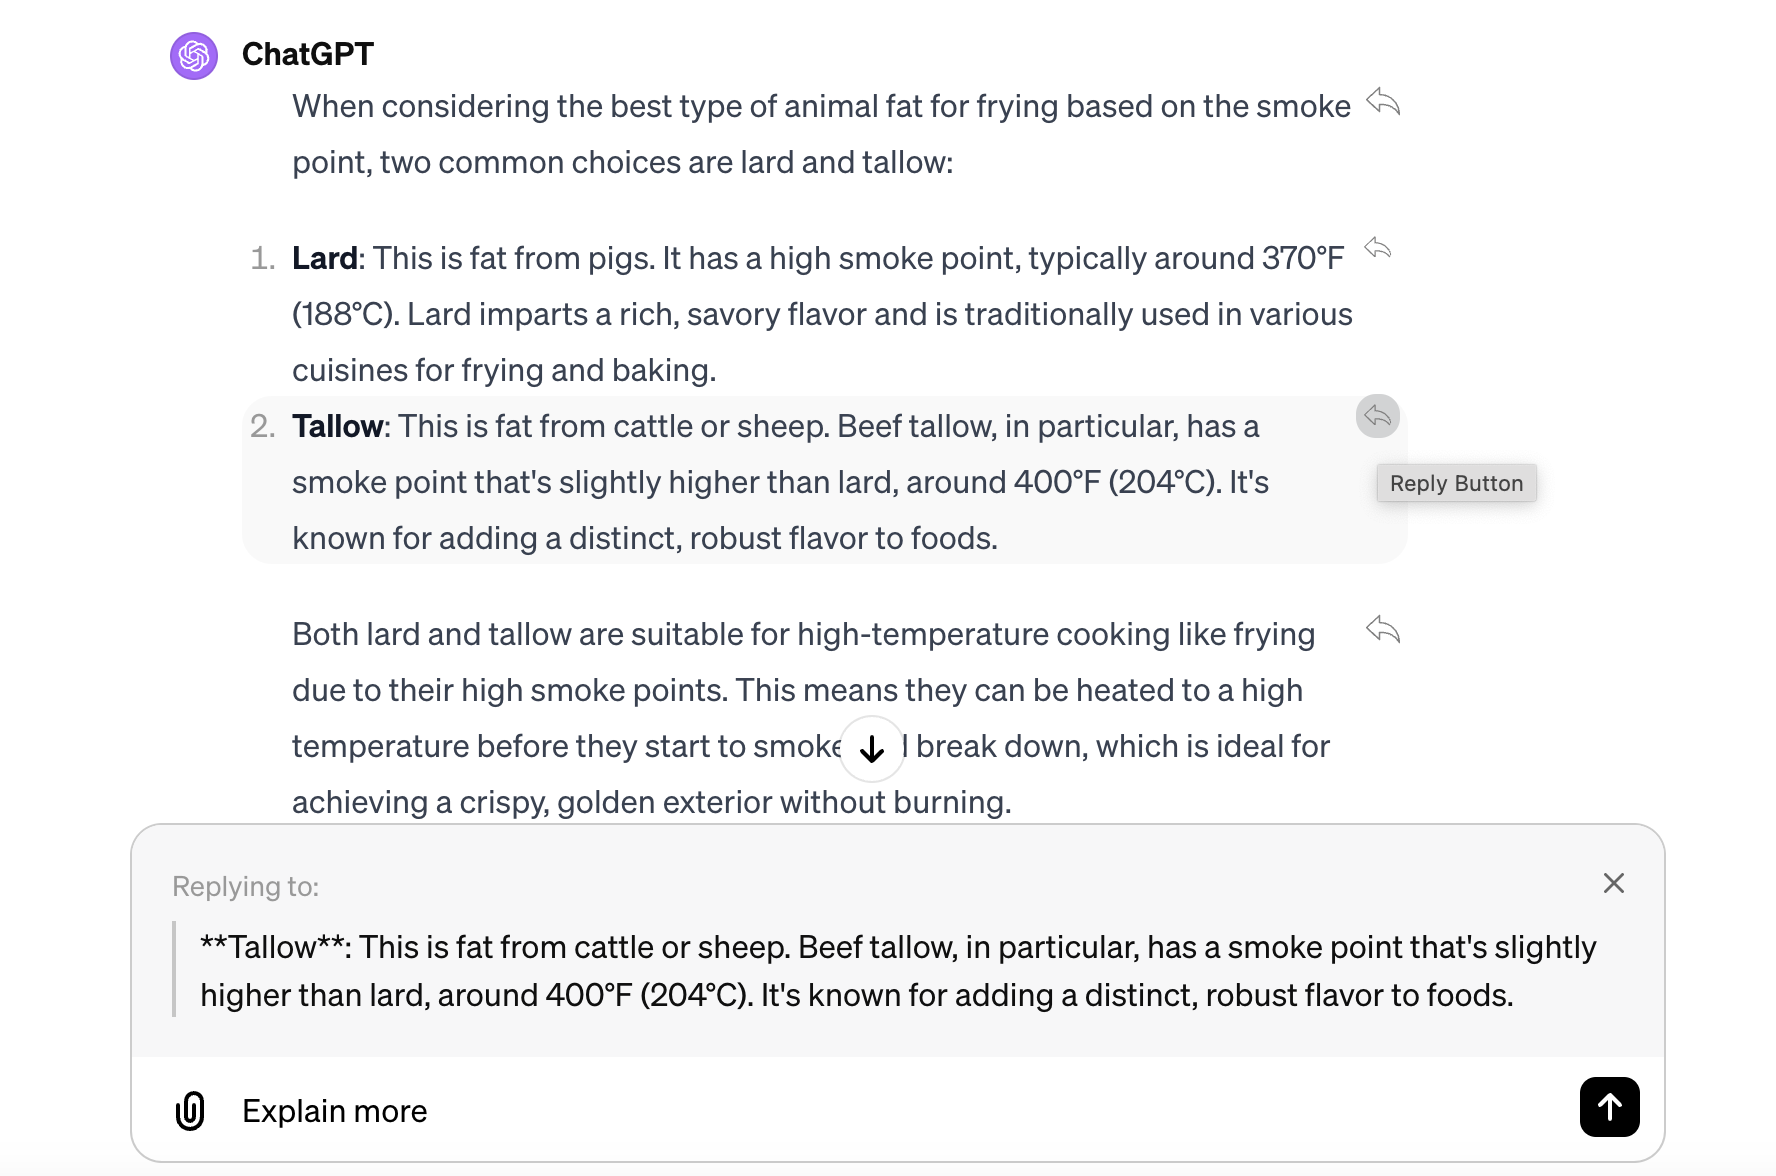 ChatGPT
When considering the best type of animal fat for frying based on the smoke
point, two common choices are lard and tallow:
1. Lard: This is fat from pigs. It has a high smoke point, typically around 370°F
(188°C). Lard imparts a rich, savory flavor and is traditionally used in various
cuisines for frying and baking.
2. Tallow: This is fat from cattle or sheep. Beef tallow, in particular, has a
smoke point that's slightly higher than lard, around 400°F (204°C). It's
Reply Button
known for adding a distinct, robust flavor to foods.
Both lard and tallow are suitable for high-temperature cooking like frying
due to their high smoke points. This means they can be heated to a high
temperature before they start to smoke break down, which is ideal for
achieving a crispy, golden exterior without burning.
Replying to:
**Tallow**: This is fat from cattle or sheep. Beef tallow, in particular, has a smoke point that's slightly
higher than lard, around 400°F (204°C). It's known for adding a distinct, robust flavor to foods.
Explain more